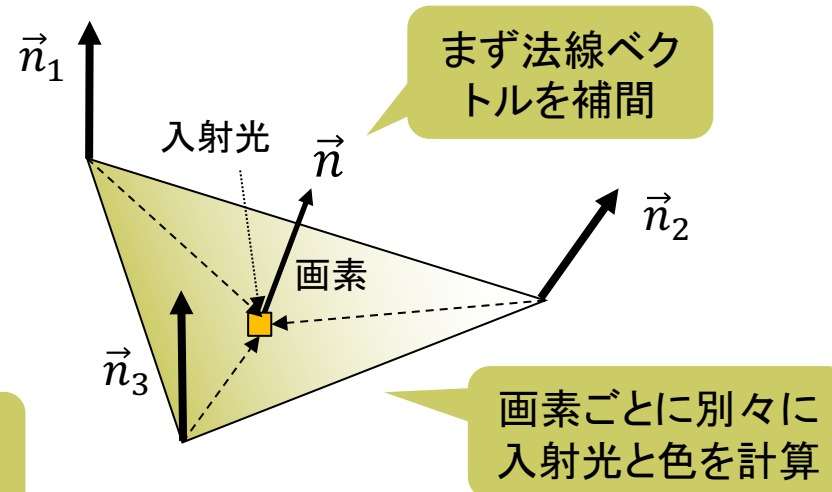 まず法線ベク
トルを補間
n⃗₁
入射光
n⃗
n⃗₂
画素
n⃗₃
画素ごとに別々に
入射光と色を計算